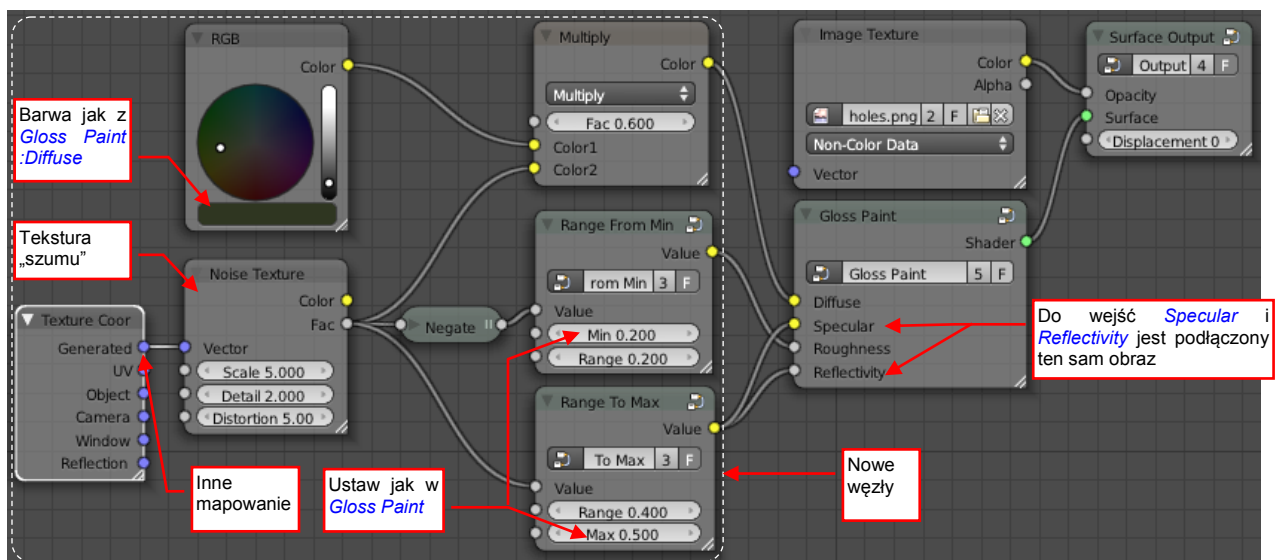 RGB
Color
Barwa jak z
Gloss Paint
:Diffuse
Tekstura
„szumu”
Texture Coor
Generated
UV
Object
Camera
Window
Reflection
Noise Texture
Color
Fac
Vector
Scale 5.000
Detail 2.000
Distortion 5.00
Inne
mapowanie
Negate
Multiply
Color
Multiply
Fac 0.600
Color1
Color2
Range From Min
Value
rom Min 3 F
Value
Min 0.200
Range 0.200
Range To Max
Value
To Max 3 F
Value
Range 0.400
Max 0.500
Ustaw jak w
Gloss Paint
Nowe
węzły
Image Texture
Color
Alpha
holes.png 2 F
Non-Color Data
Vector
Gloss Paint
Shader
Gloss Paint 5 F
Diffuse
Specular
Roughness
Reflectivity
Surface Output
Output 4 F
Opacity
Surface
Displacement 0
Do wejść Specular i
Reflectivity jest podłączony
ten sam obraz